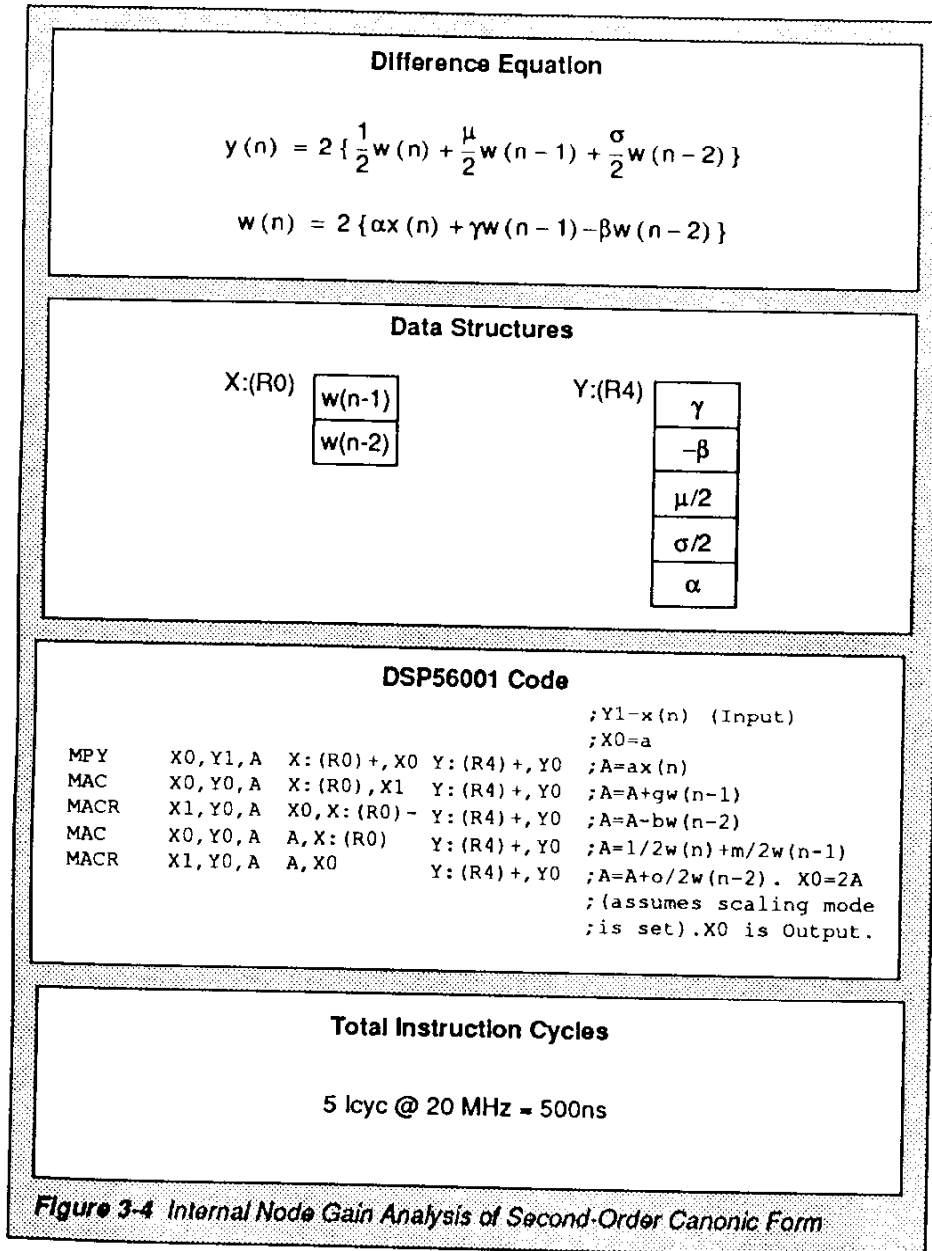 Difference Equation
y(n) = 2 { 1/2 w(n) + μ/2 w(n − 1) + σ/2 w(n − 2) }
w(n) = 2 { αx(n) + γw(n − 1) −βw(n − 2) }
Data Structures
X:(R0) w(n-1)
w(n-2)
Y:(R4) γ
−β
μ/2
σ/2
α
DSP56001 Code
;Y1-x(n) (Input)
;X0=a
MPY X0,Y1,A X:(R0)+,X0 Y:(R4)+,Y0 ;A=ax(n)
MAC X0,Y0,A X:(R0),X1 Y:(R4)+,Y0 ;A=A+gw(n-1)
MACR X1,Y0,A X0,X:(R0)- Y:(R4)+,Y0 ;A=A-bw(n-2)
MAC X0,Y0,A A,X:(R0) Y:(R4)+,Y0 ;A=1/2w(n)+m/2w(n-1)
MACR X1,Y0,A A,X0 Y:(R4)+,Y0 ;A=A+o/2w(n-2). X0=2A
;(assumes scaling mode
;is set).X0 is Output.
Total Instruction Cycles
5 Icyc @ 20 MHz = 500ns
Figure 3-4 Internal Node Gain Analysis of Second-Order Canonic Form